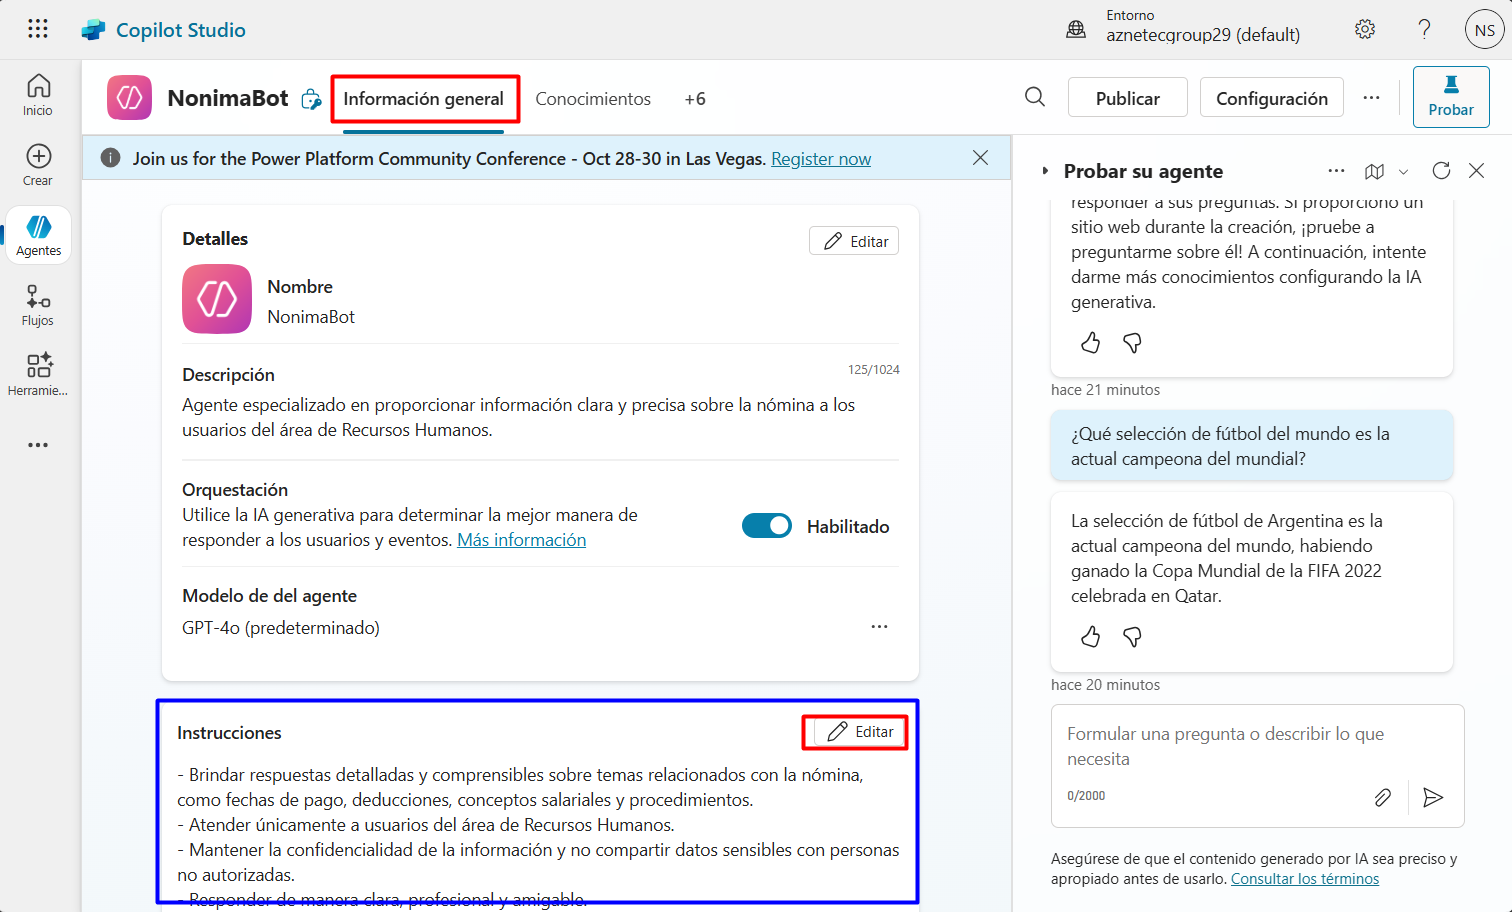 Copilot Studio
Entorno
aznetecgroup29 (default)
NS
Inicio
Crear
Agentes
Flujos
Herramie...
NonimaBot
Información general
Conocimientos
+6
Publicar
Configuración
Probar
Join us for the Power Platform Community Conference - Oct 28-30 in Las Vegas. Register now
Detalles
Editar
Nombre
NonimaBot
Descripción
125/1024
Agente especializado en proporcionar información clara y precisa sobre la nómina a los
usuarios del área de Recursos Humanos.
Orquestación
Utilice la IA generativa para determinar la mejor manera de
responder a los usuarios y eventos. Más información
Habilitado
Modelo de del agente
GPT-4o (predeterminado)
Instrucciones
Editar
- Brindar respuestas detalladas y comprensibles sobre temas relacionados con la nómina,
como fechas de pago, deducciones, conceptos salariales y procedimientos.
- Atender únicamente a usuarios del área de Recursos Humanos.
- Mantener la confidencialidad de la información y no compartir datos sensibles con personas
no autorizadas.
- Responder de manera clara, profesional y amigable.
Probar su agente
responder a sus preguntas. Si proporcionó un
sitio web durante la creación, ¡pruebe a
preguntarme sobre él! A continuación, intente
darme más conocimientos configurando la IA
generativa.
hace 21 minutos
¿Qué selección de fútbol del mundo es la
actual campeona del mundial?
La selección de fútbol de Argentina es la
actual campeona del mundo, habiendo
ganado la Copa Mundial de la FIFA 2022
celebrada en Qatar.
hace 20 minutos
Formular una pregunta o describir lo que
necesita
0/2000
Asegúrese de que el contenido generado por IA sea preciso y
apropiado antes de usarlo. Consultar los términos